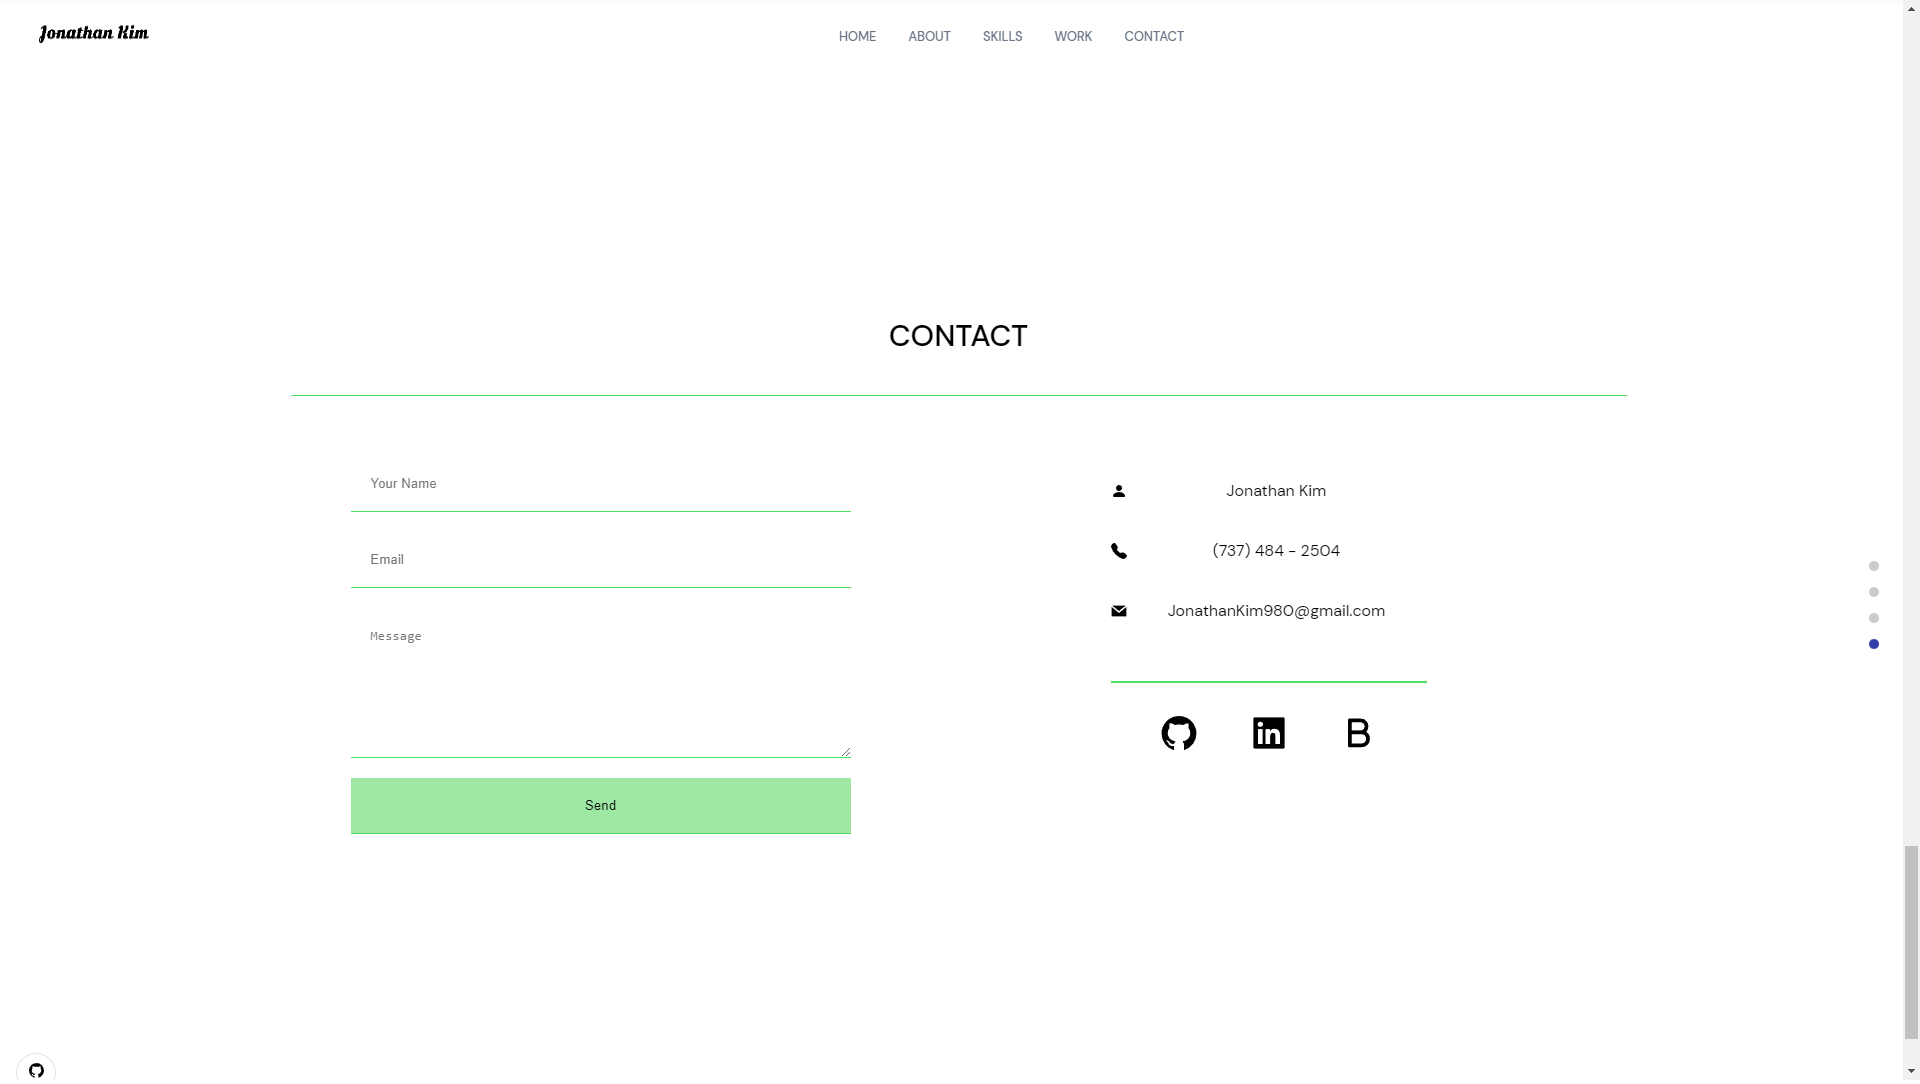 Jonathan Kim
HOME ABOUT SKILLS WORK CONTACT
CONTACT
Your Name
Email
Message
Send
Jonathan Kim
(737) 484 - 2504
JonathanKim980@gmail.com
in
B